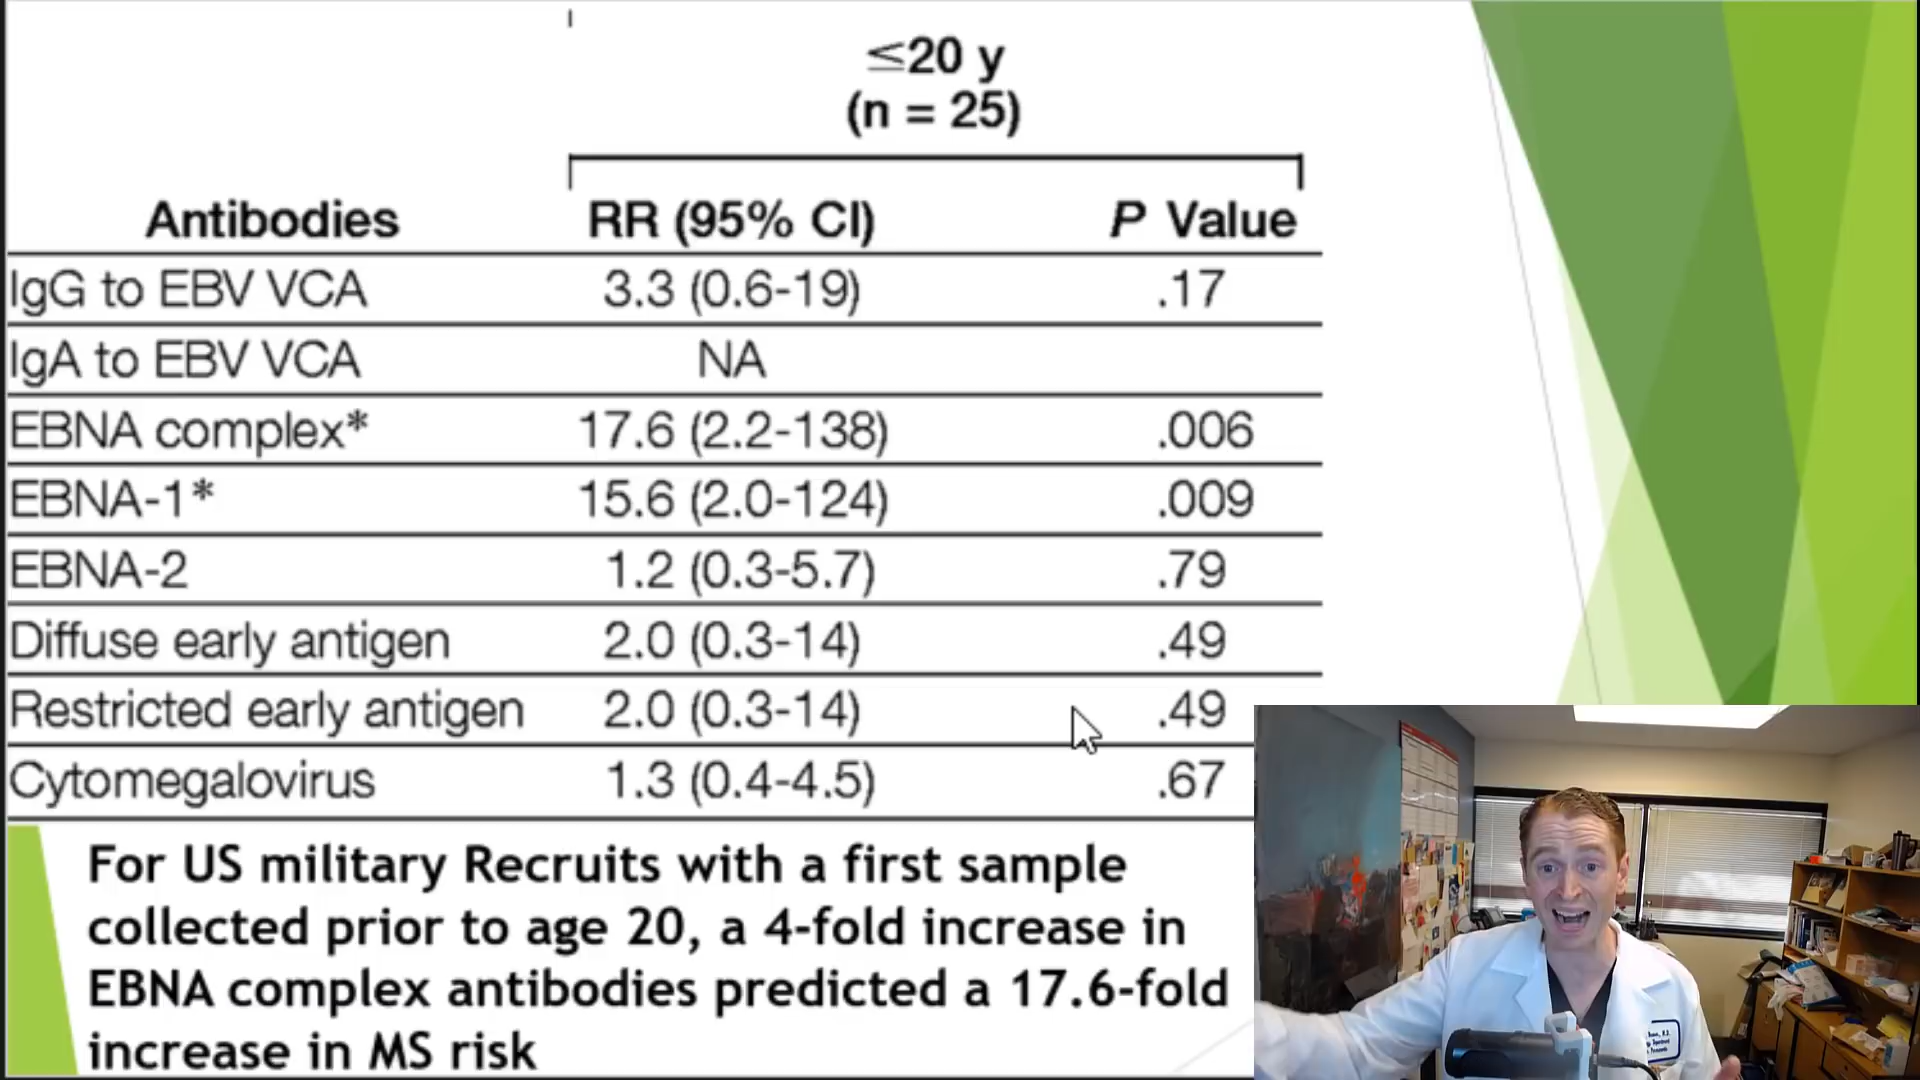 ≤20 y
(n = 25)
Antibodies RR (95% CI) P Value
IgG to EBV VCA 3.3 (0.6-19) .17
IgA to EBV VCA NA
EBNA complex* 17.6 (2.2-138) .006
EBNA-1* 15.6 (2.0-124) .009
EBNA-2 1.2 (0.3-5.7) .79
Diffuse early antigen 2.0 (0.3-14) .49
Restricted early antigen 2.0 (0.3-14) .49
Cytomegalovirus 1.3 (0.4-4.5) .67
For US military Recruits with a first sample
collected prior to age 20, a 4-fold increase in
EBNA complex antibodies predicted a 17.6-fold
increase in MS risk